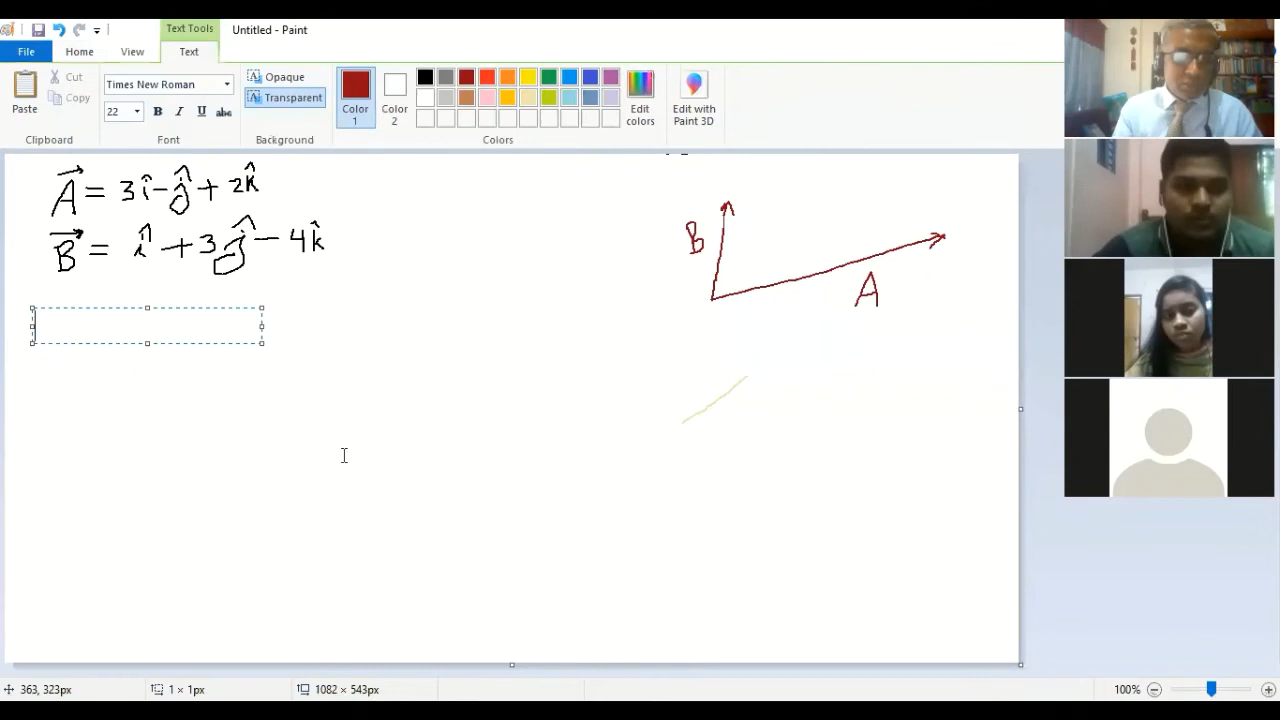 Text Tools
Untitled - Paint
File
Home
View
Text
Paste
Cut
Copy
Clipboard
Times New Roman
22
B I U abc
Font
Opaque
Transparent
Background
Color 1
Color 2
Edit colors
Edit with Paint 3D
Colors
A⃗ = 3î - ĵ + 2k̂
B⃗ = î + 3ĵ - 4k̂
B
A
363, 323px
1 × 1px
1082 × 543px
100%